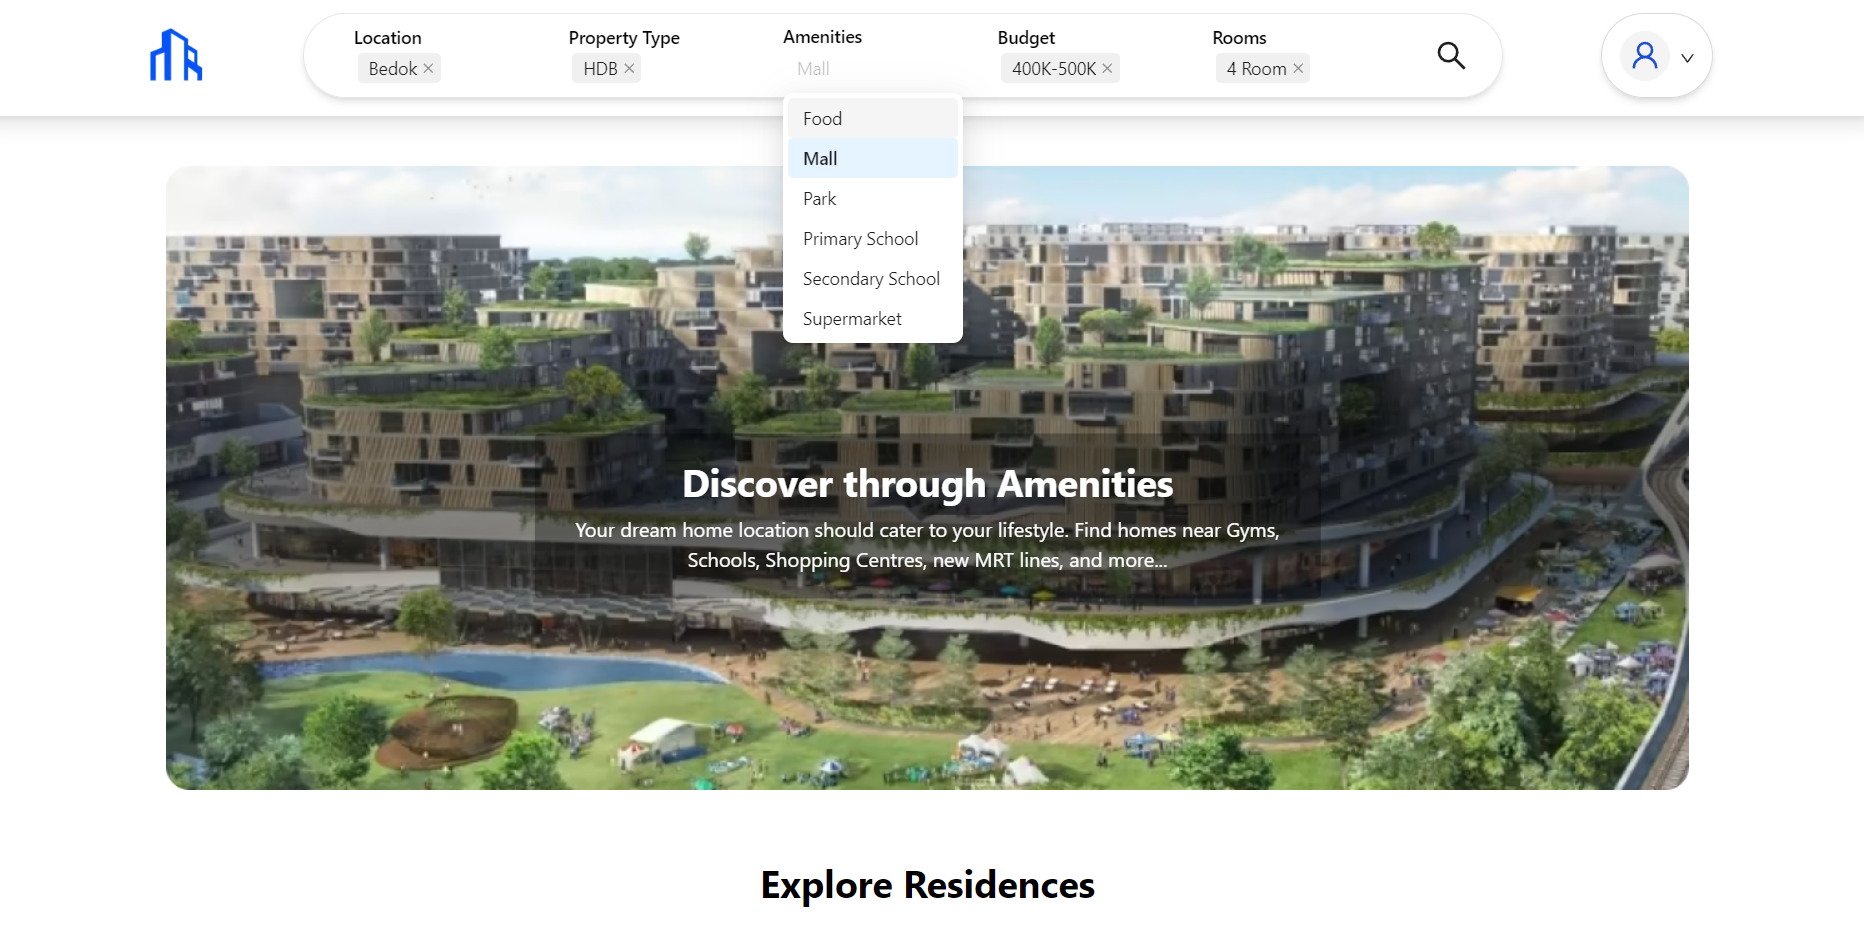 Location
Property Type
Amenities
Budget
Rooms
Bedok ×
HDB ×
Mall
400K-500K ×
4 Room ×
Food
Mall
Park
Primary School
Secondary School
Supermarket
Discover through Amenities
Your dream home location should cater to your lifestyle. Find homes near Gyms,
Schools, Shopping Centres, new MRT lines, and more...
Explore Residences